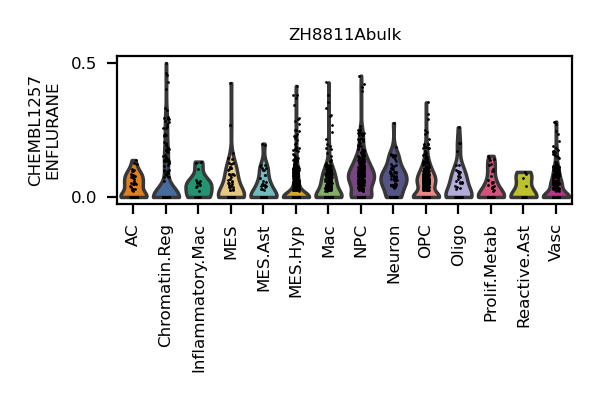 ZH8811Abulk
CHEMBL1257
ENFLURANE
0.5
0.0
AC
Chromatin.Reg
Inflammatory.Mac
MES
MES.Ast
MES.Hyp
Mac
NPC
Neuron
OPC
Oligo
Prolif.Metab
Reactive.Ast
Vasc